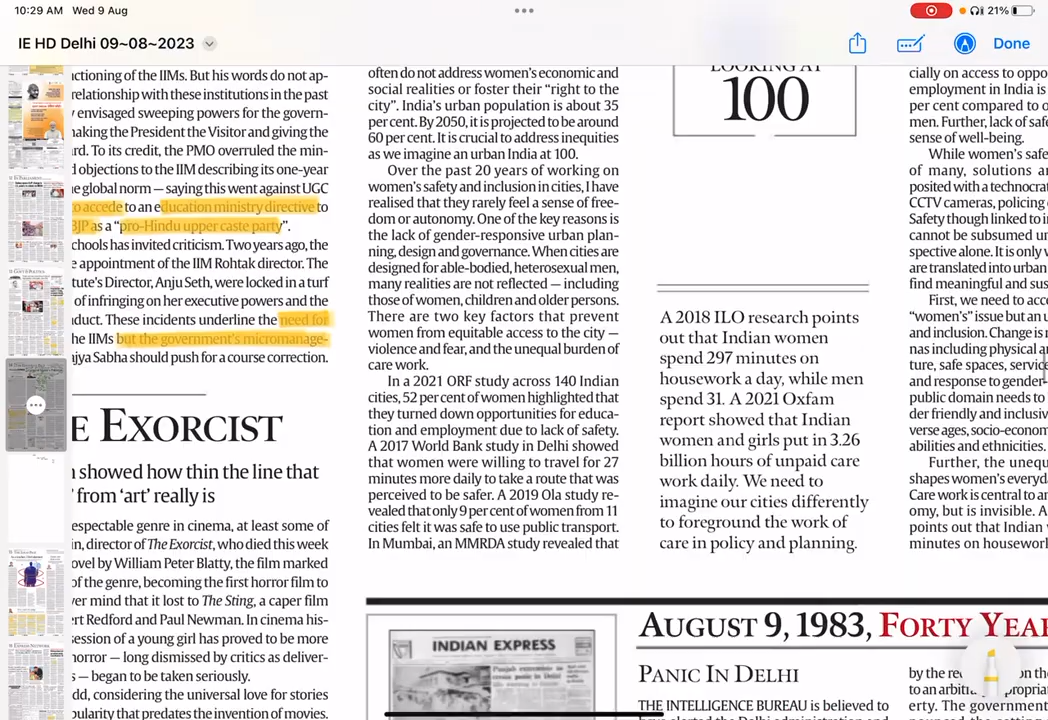 10:29 AM Wed 9 Aug
21%
IE HD Delhi 09~08~2023
Done
ctioning of the IIMs. But his words do not ap-
relationship with these institutions in the past
envisaged sweeping powers for the govern-
aking the President the Visitor and giving the
rd. To its credit, the PMO overruled the min-
objections to the IIM describing its one-year
e global norm — saying this went against UGC
o accede to an education ministry directive to
BJP as a "pro-Hindu upper caste party".
chools has invited criticism. Two years ago, the
e appointment of the IIM Rohtak director. The
tute's Director, Anju Seth, were locked in a turf
of infringing on her executive powers and the
duct. These incidents underline the need for
he IIMs but the government's micromanage-
jya Sabha should push for a course correction.
E EXORCIST
showed how thin the line that
' from 'art' really is
espectable genre in cinema, at least some of
in, director of The Exorcist, who died this week
ovel by William Peter Blatty, the film marked
of the genre, becoming the first horror film to
ver mind that it lost to The Sting, a caper film
ert Redford and Paul Newman. In cinema his-
session of a young girl has proved to be more
horror — long dismissed by critics as deliver-
s — began to be taken seriously.
dd, considering the universal love for stories
pularity that predates the invention of movies.
often do not address women's economic and
social realities or foster their "right to the
city". India's urban population is about 35
per cent. By 2050, it is projected to be around
60 per cent. It is crucial to address inequities
as we imagine an urban India at 100.
Over the past 20 years of working on
women's safety and inclusion in cities, I have
realised that they rarely feel a sense of free-
dom or autonomy. One of the key reasons is
the lack of gender-responsive urban plan-
ning, design and governance. When cities are
designed for able-bodied, heterosexual men,
many realities are not reflected — including
those of women, children and older persons.
There are two key factors that prevent
women from equitable access to the city —
violence and fear, and the unequal burden of
care work.
In a 2021 ORF study across 140 Indian
cities, 52 per cent of women highlighted that
they turned down opportunities for educa-
tion and employment due to lack of safety.
A 2017 World Bank study in Delhi showed
that women were willing to travel for 27
minutes more daily to take a route that was
perceived to be safer. A 2019 Ola study re-
vealed that only 9 per cent of women from 11
cities felt it was safe to use public transport.
In Mumbai, an MMRDA study revealed that
LOOKING AT
100
A 2018 ILO research points
out that Indian women
spend 297 minutes on
housework a day, while men
spend 31. A 2021 Oxfam
report showed that Indian
women and girls put in 3.26
billion hours of unpaid care
work daily. We need to
imagine our cities differently
to foreground the work of
care in policy and planning.
cially on access to oppo
employment in India is
per cent compared to o
men. Further, lack of safe
sense of well-being.
While women's safe
of many, solutions ar
posited with a technocrat
CCTV cameras, policing
Safety though linked to i
cannot be subsumed un
spective alone. It is only
are translated into urban
find meaningful and sus
First, we need to acc
"women's" issue but an u
and inclusion. Change is
nas including physical a
ture, safe spaces, service
and response to gender-
public domain needs to
der friendly and inclusiv
verse ages, socio-econom
abilities and ethnicities.
Further, the unequ
shapes women's everyda
Care work is central to an
omy, but is invisible. A
points out that Indian
minutes on housework
AUGUST 9, 1983, FORTY YEA
INDIAN EXPRESS
PANIC IN DELHI
THE INTELLIGENCE BUREAU is believed to
by the re on the
to an arbitra propriat
erty. The government